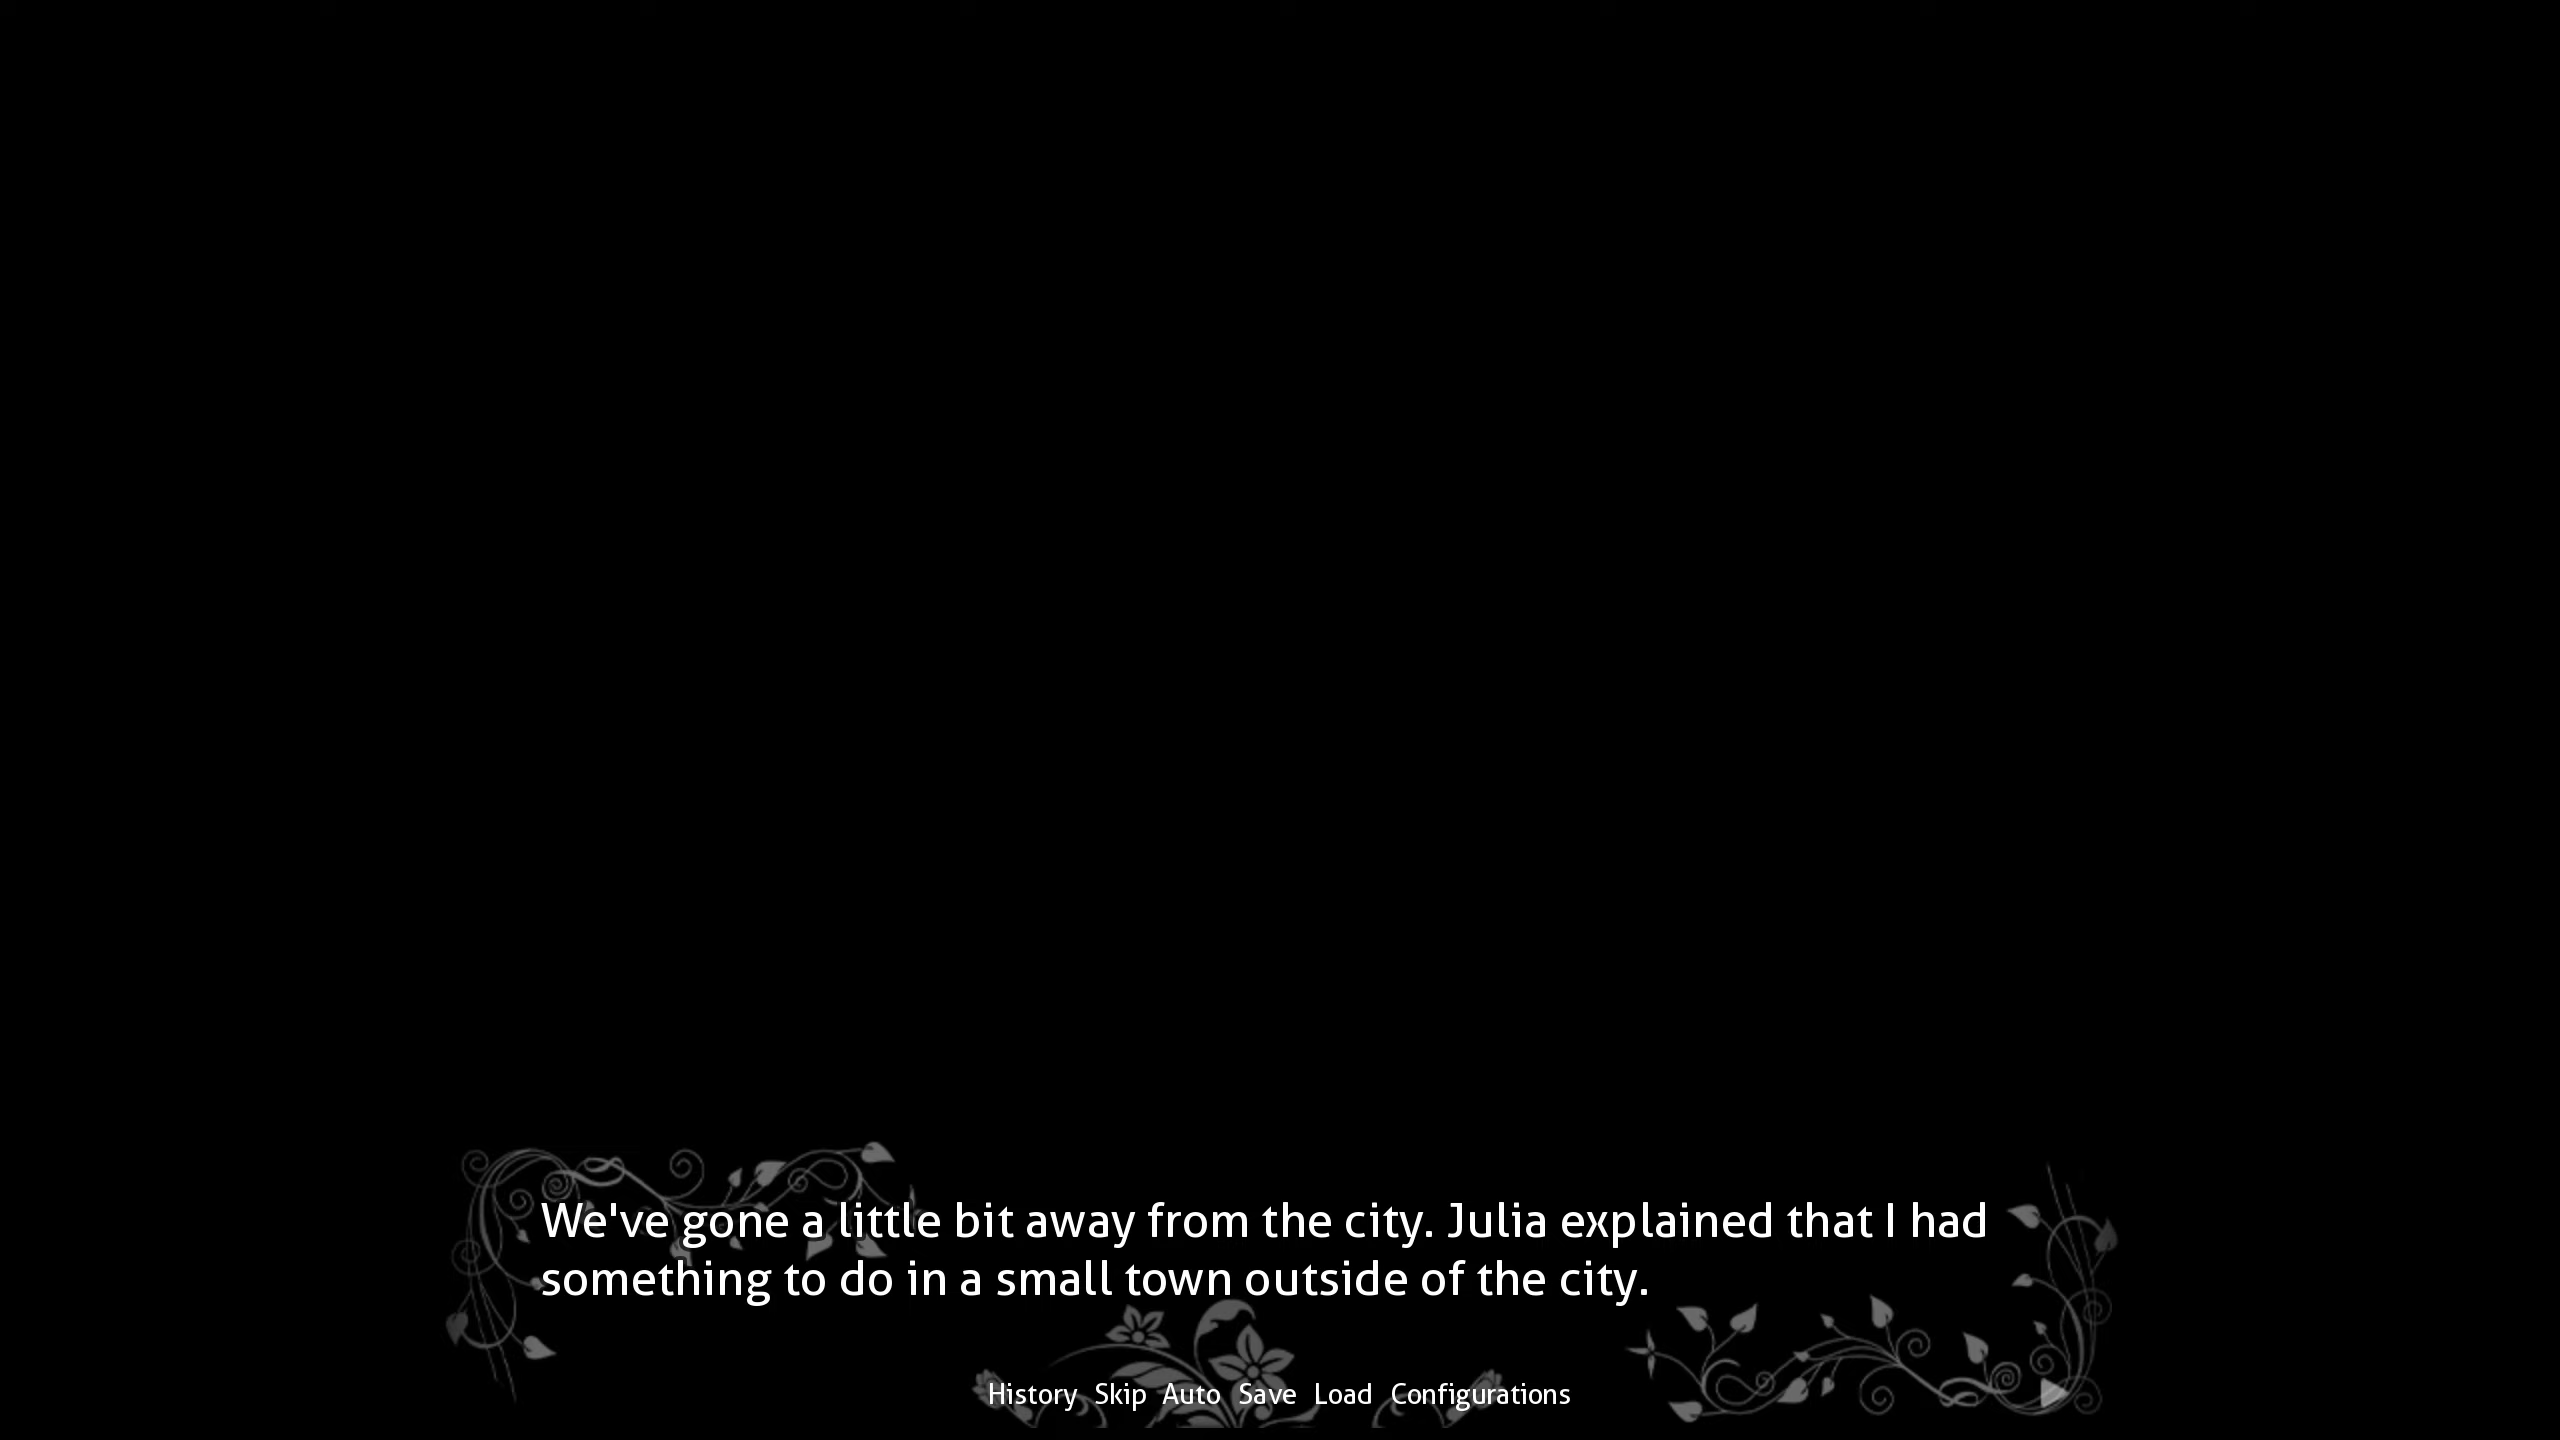 We've gone a little bit away from the city. Julia explained that I had
something to do in a small town outside of the city.
History Skip Auto Save Load Configurations